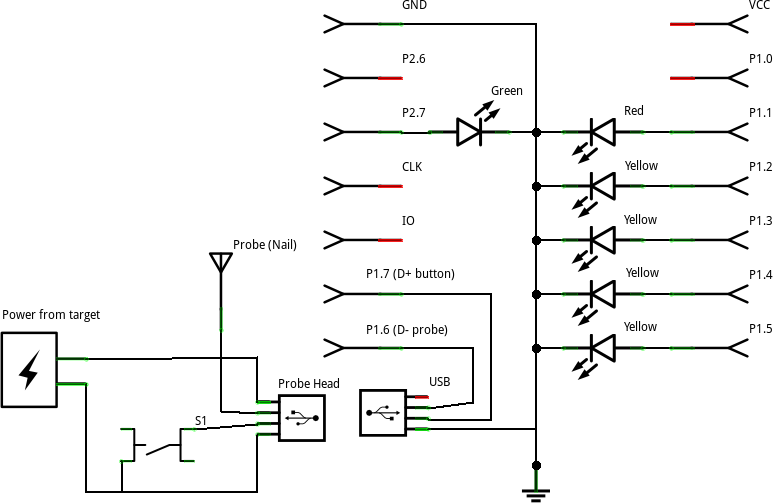 GND
VCC
P2.6
P1.0
Green
P2.7
Red
P1.1
CLK
Yellow
P1.2
IO
Yellow
P1.3
Probe (Nail)
P1.7 (D+ button)
Yellow
P1.4
Power from target
P1.6 (D- probe)
Yellow
P1.5
Probe Head
USB
S1